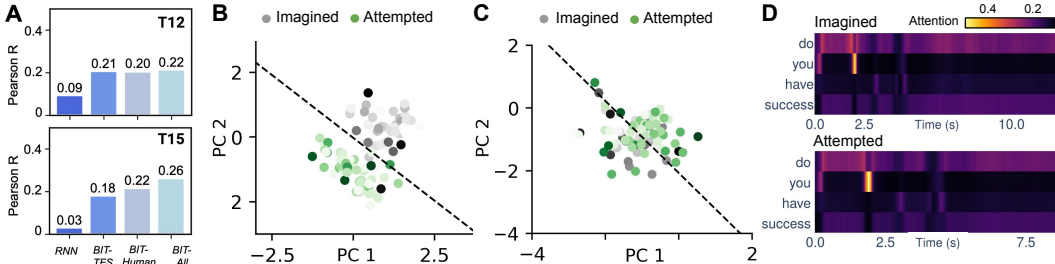 A
T12
0.4
0.2
0
Pearson R
0.09
0.21
0.20
0.22
T15
0.4
0.2
0
Pearson R
0.03
0.18
0.22
0.26
RNN
BIT-TFS
BIT-Human
BIT-All
B
Imagined
Attempted
2
0
2
PC 2
−2.5
PC 1
2.5
C
Imagined
Attempted
2
0
−2
−4
PC 2
−4
PC 1
2
D
Imagined
Attention
0.4
0.2
do
you
have
success
0.0
2.5
Time (s)
10.0
Attempted
do
you
have
success
0.0
2.5
Time (s)
7.5